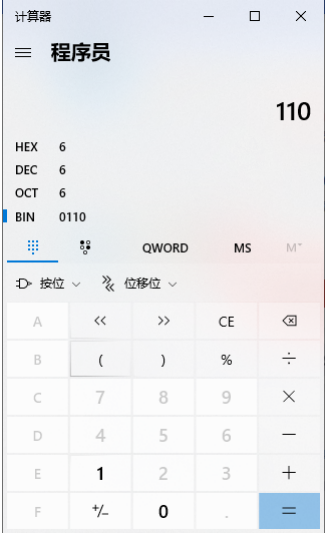 计算器
程序员
110
HEX 6
DEC 6
OCT 6
BIN 0110
QWORD MS M˅
按位 位移位
A << >> CE
B ( ) % ÷
C 7 8 9 ×
D 4 5 6 −
E 1 2 3 +
F +/− 0 . =